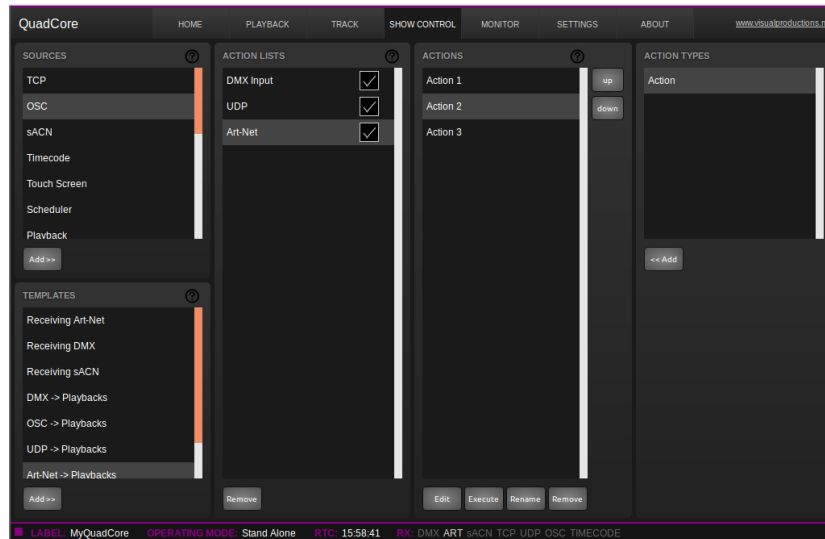 QuadCore HOME PLAYBACK TRACK SHOW CONTROL MONITOR SETTINGS ABOUT www.visualproductions.n
SOURCES
TCP
OSC
sACN
Timecode
Touch Screen
Scheduler
Playback
Add >>
TEMPLATES
Receiving Art-Net
Receiving DMX
Receiving sACN
DMX -> Playbacks
OSC -> Playbacks
UDP -> Playbacks
Art-Net -> Playbacks
Add >>
ACTION LISTS
DMX Input
UDP
Art-Net
Remove
ACTIONS
Action 1
Action 2
Action 3
up
down
Edit Execute Rename Remove
ACTION TYPES
Action
<< Add
LABEL: MyQuadCore OPERATING MODE: Stand Alone RTC: 15:58:41 RX: DMX ART sACN TCP UDP OSC TIMECODE